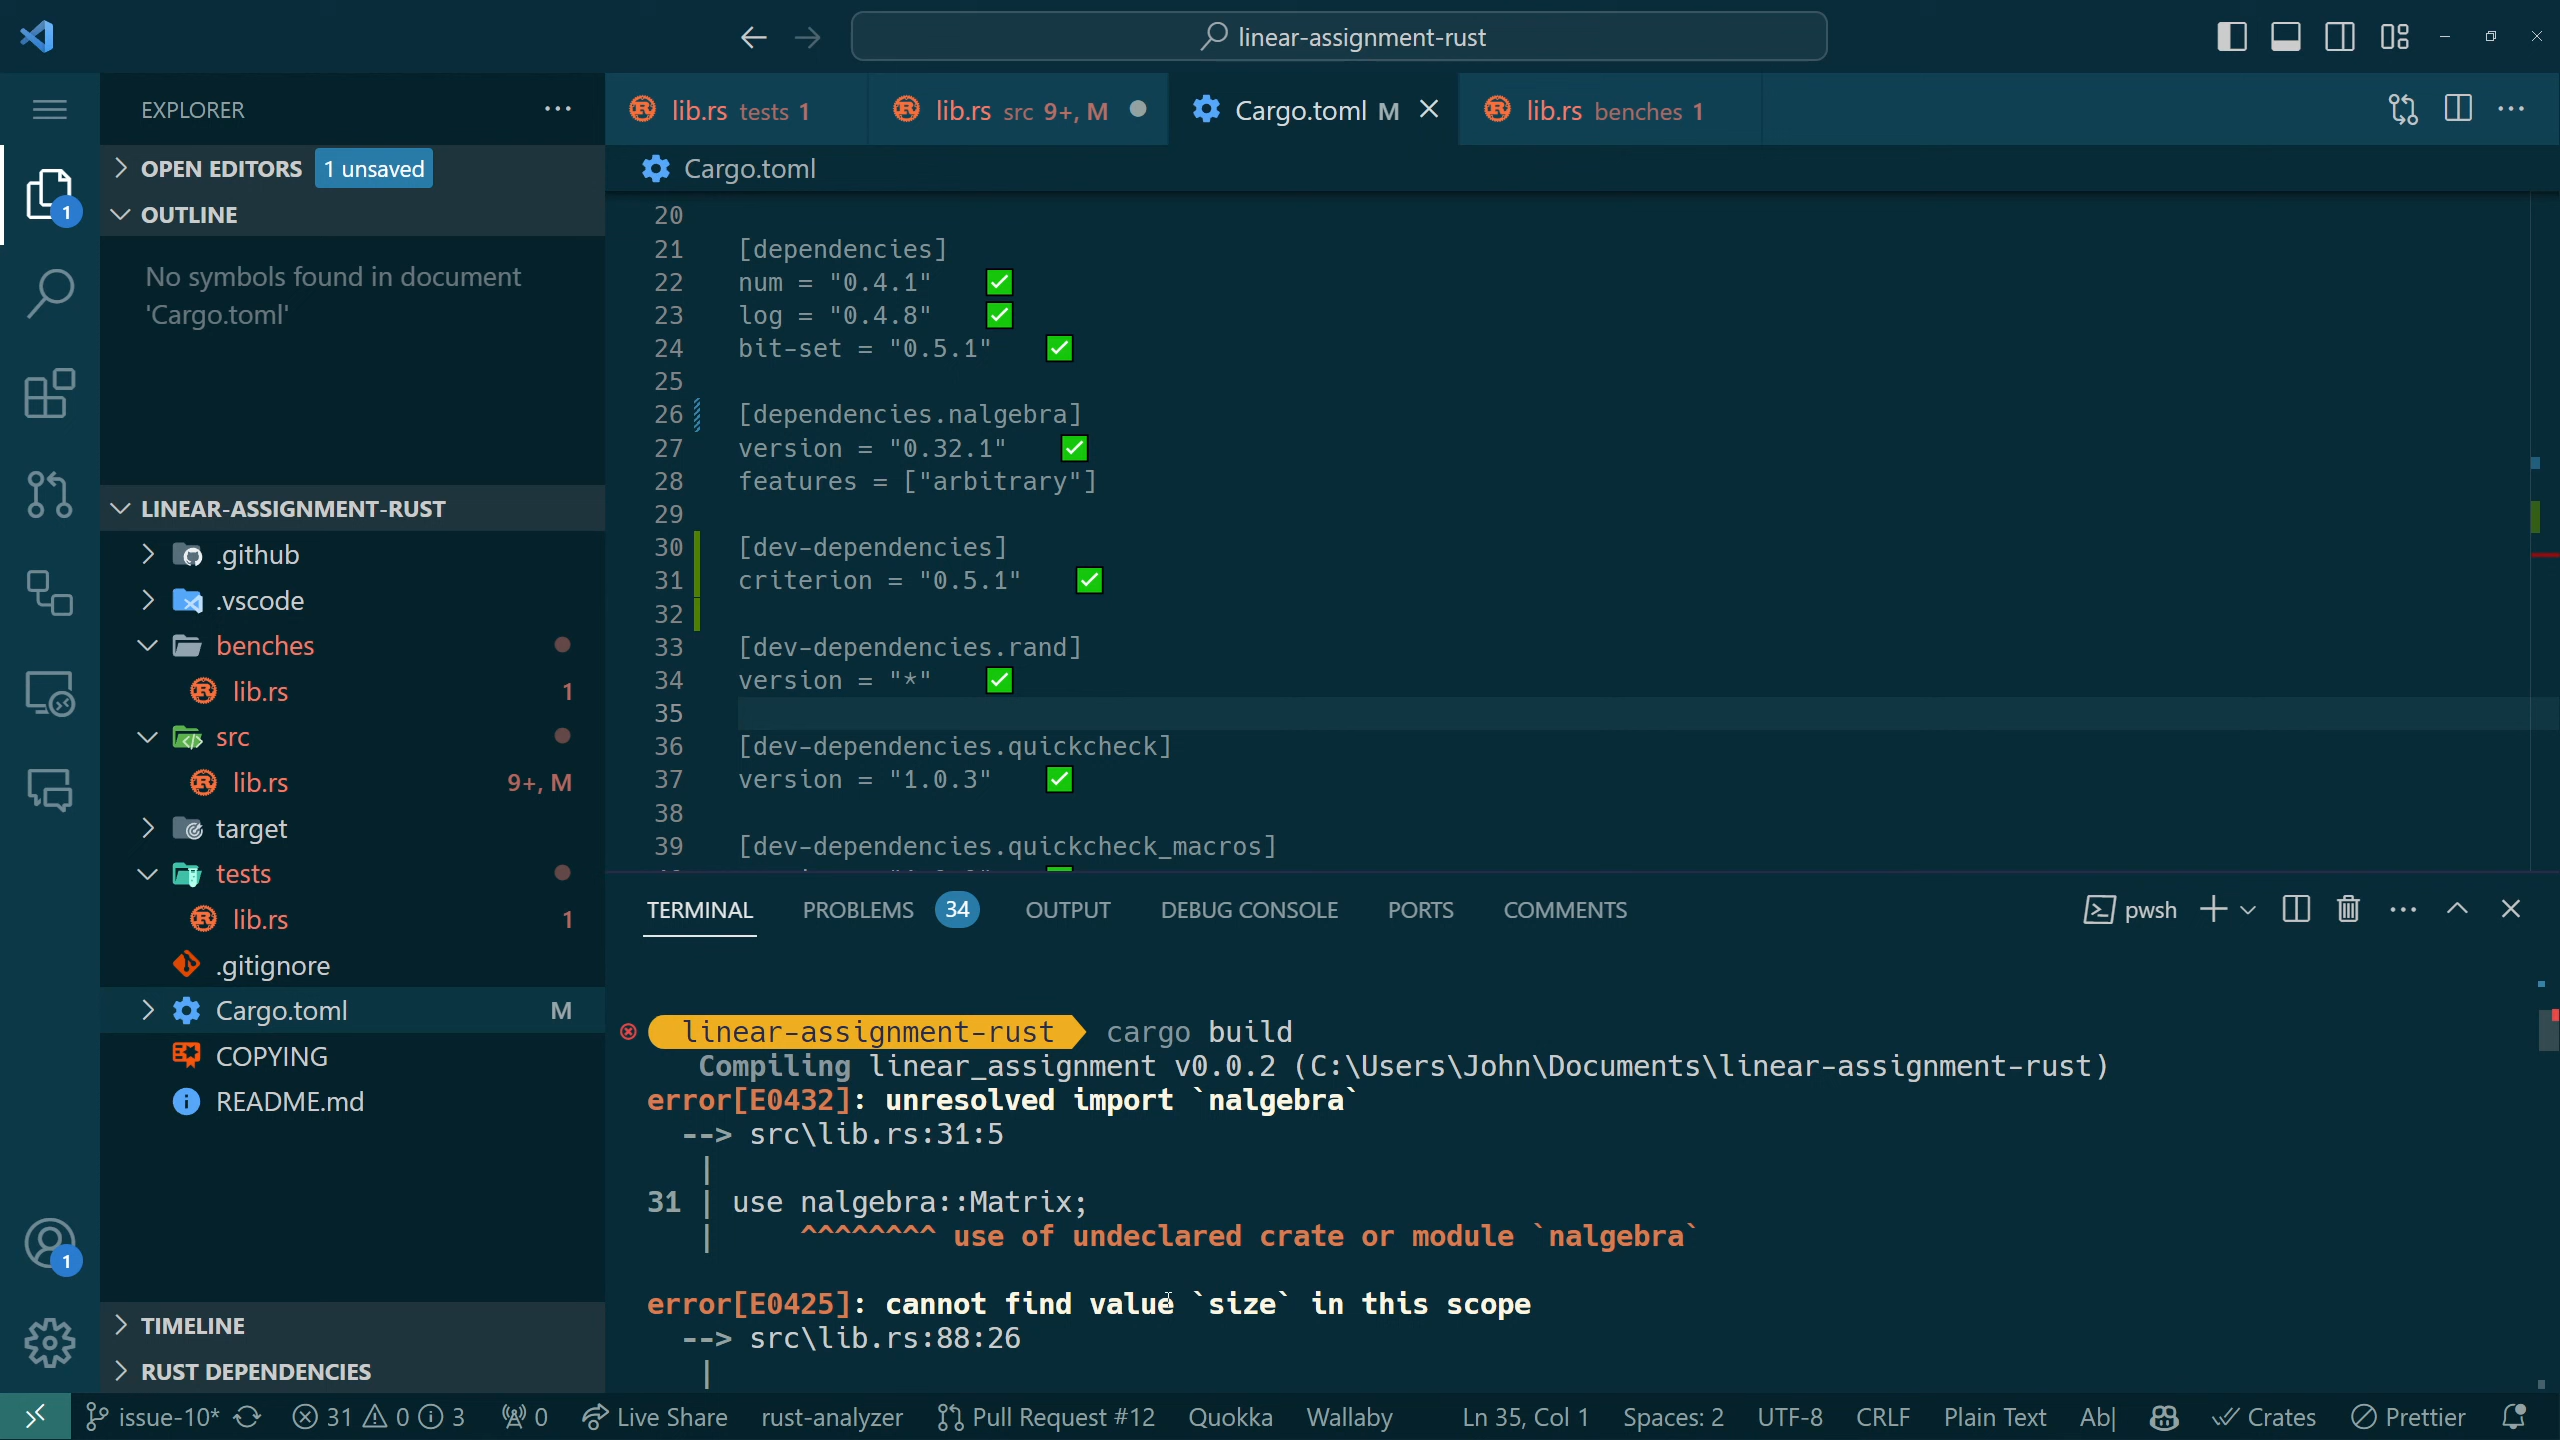 linear-assignment-rust
EXPLORER
OPEN EDITORS 1 unsaved
OUTLINE
No symbols found in document
'Cargo.toml'
LINEAR-ASSIGNMENT-RUST
.github
.vscode
benches
lib.rs 1
src
lib.rs 9+, M
target
tests
lib.rs 1
.gitignore
Cargo.toml M
COPYING
README.md
TIMELINE
RUST DEPENDENCIES
1
1
lib.rs tests 1
lib.rs src 9+, M
Cargo.toml M
lib.rs benches 1
Cargo.toml
20
21 [dependencies]
22 num = "0.4.1"
23 log = "0.4.8"
24 bit-set = "0.5.1"
25
26 [dependencies.nalgebra]
27 version = "0.32.1"
28 features = ["arbitrary"]
29
30 [dev-dependencies]
31 criterion = "0.5.1"
32
33 [dev-dependencies.rand]
34 version = "*"
35
36 [dev-dependencies.quickcheck]
37 version = "1.0.3"
38
39 [dev-dependencies.quickcheck_macros]
TERMINAL PROBLEMS 34 OUTPUT DEBUG CONSOLE PORTS COMMENTS pwsh
linear-assignment-rust cargo build
Compiling linear_assignment v0.0.2 (C:\Users\John\Documents\linear-assignment-rust)
error[E0432]: unresolved import `nalgebra`
--> src\lib.rs:31:5
|
31 | use nalgebra::Matrix;
| ^^^^^^^^ use of undeclared crate or module `nalgebra`
error[E0425]: cannot find value `size` in this scope
--> src\lib.rs:88:26
|
issue-10* 31 0 3 0 Live Share rust-analyzer Pull Request #12 Quokka Wallaby Ln 35, Col 1 Spaces: 2 UTF-8 CRLF Plain Text Ab| Crates Prettier